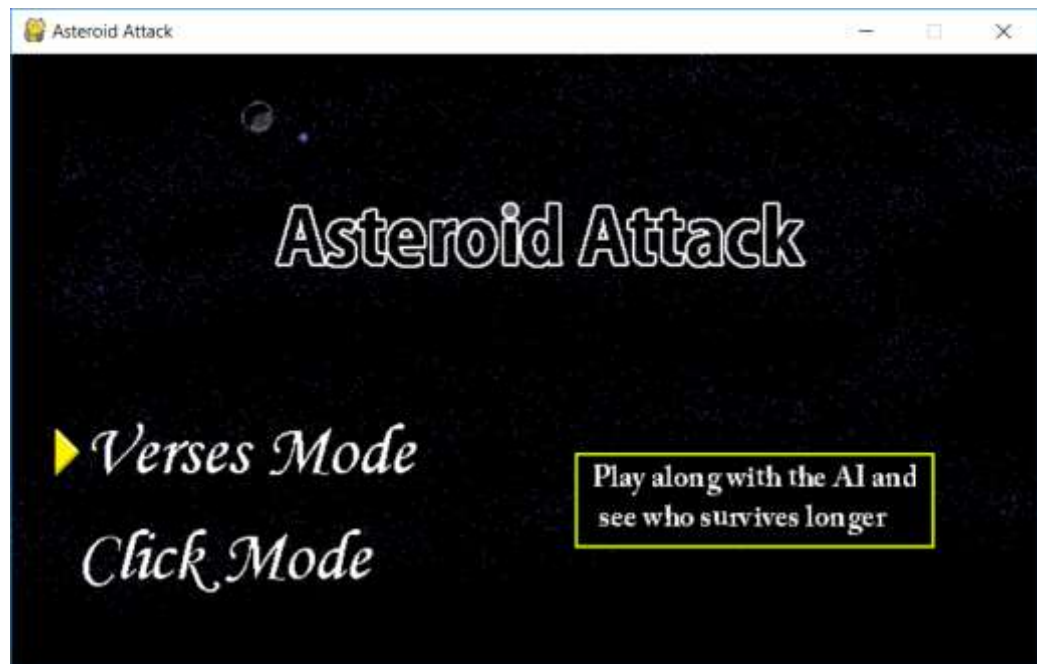 Asteroid Attack
Asteroid Attack
Verses Mode
Play along with the AI and
see who survives longer
Click Mode